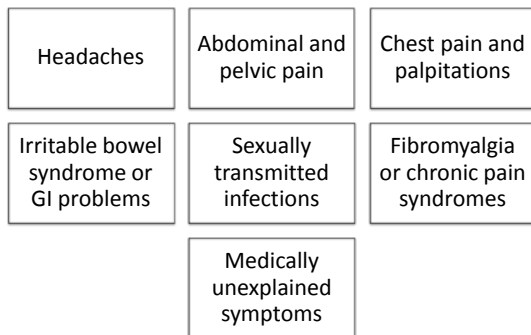 Headaches
Abdominal and
pelvic pain
Chest pain and
palpitations
Irritable bowel
syndrome or
GI problems
Sexually
transmitted
infections
Fibromyalgia
or chronic pain
syndromes
Medically
unexplained
symptoms